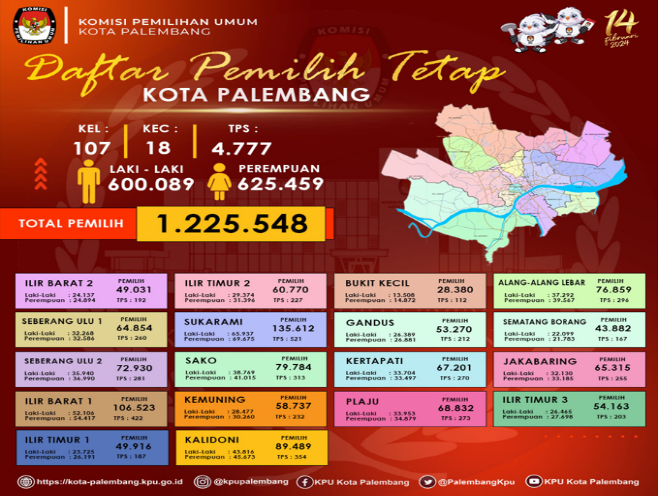 KOMISI PEMILIHAN UMUM
KOTA PALEMBANG
14
Februari
2024
Daftar Pemilih Tetap
KOTA PALEMBANG
KEL : KEC : TPS :
107 18 4.777
LAKI - LAKI PEREMPUAN
600.089 625.459
TOTAL PEMILIH 1.225.548
ILIR BARAT 2 PEMILIH
49.031
Laki-Laki : 24.137
Perempuan : 24.894 TPS : 192
ILIR TIMUR 2 PEMILIH
60.770
Laki-Laki : 29.374
Perempuan : 31.396 TPS : 227
BUKIT KECIL PEMILIH
28.380
Laki-Laki : 13.508
Perempuan : 14.872 TPS : 112
ALANG-ALANG LEBAR PEMILIH
76.859
Laki-Laki : 37.292
Perempuan : 39.567 TPS : 296
SEBERANG ULU 1 PEMILIH
64.854
Laki-Laki : 32.268
Perempuan : 32.586 TPS : 260
SUKARAMI PEMILIH
135.612
Laki-Laki : 65.937
Perempuan : 69.675 TPS : 521
GANDUS PEMILIH
53.270
Laki-Laki : 26.389
Perempuan : 26.881 TPS : 212
SEMATANG BORANG PEMILIH
43.882
Laki-Laki : 22.099
Perempuan : 21.783 TPS : 167
SEBERANG ULU 2 PEMILIH
72.930
Laki-Laki : 35.940
Perempuan : 36.990 TPS : 281
SAKO PEMILIH
79.784
Laki-Laki : 38.769
Perempuan : 41.015 TPS : 313
KERTAPATI PEMILIH
67.201
Laki-Laki : 33.704
Perempuan : 33.497 TPS : 270
JAKABARING PEMILIH
65.315
Laki-Laki : 32.130
Perempuan : 33.185 TPS : 255
ILIR BARAT 1 PEMILIH
106.523
Laki-Laki : 52.106
Perempuan : 54.417 TPS : 422
KEMUNING PEMILIH
58.737
Laki-Laki : 28.477
Perempuan : 30.260 TPS : 232
PLAJU PEMILIH
68.832
Laki-Laki : 33.953
Perempuan : 34.879 TPS : 273
ILIR TIMUR 3 PEMILIH
54.163
Laki-Laki : 26.465
Perempuan : 27.698 TPS : 203
ILIR TIMUR 1 PEMILIH
49.916
Laki-Laki : 23.725
Perempuan : 26.191 TPS : 187
KALIDONI PEMILIH
89.489
Laki-Laki : 43.816
Perempuan : 45.673 TPS : 354
https://kota-palembang.kpu.go.id @kpupalembang KPU Kota Palembang @PalembangKpu KPU Kota Palembang